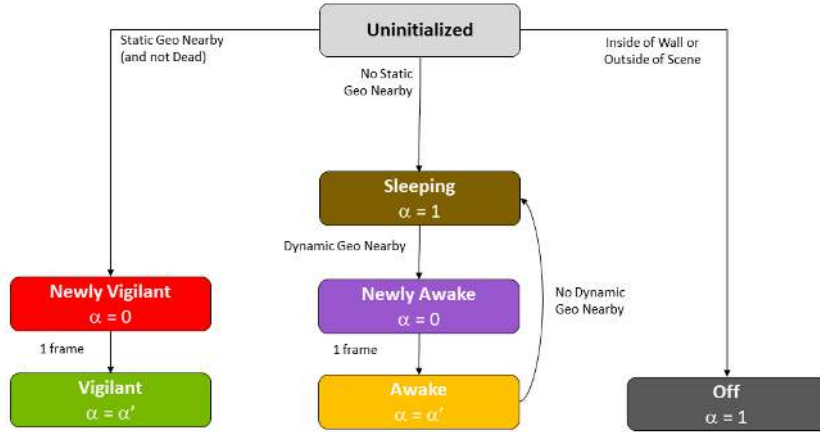 Uninitialized
Static Geo Nearby
(and not Dead)
No Static
Geo Nearby
Inside of Wall or
Outside of Scene
Sleeping
α = 1
Dynamic Geo Nearby
Newly Vigilant
α = 0
Newly Awake
α = 0
No Dynamic
Geo Nearby
1 frame
1 frame
Vigilant
α = α’
Awake
α = α’
Off
α = 1